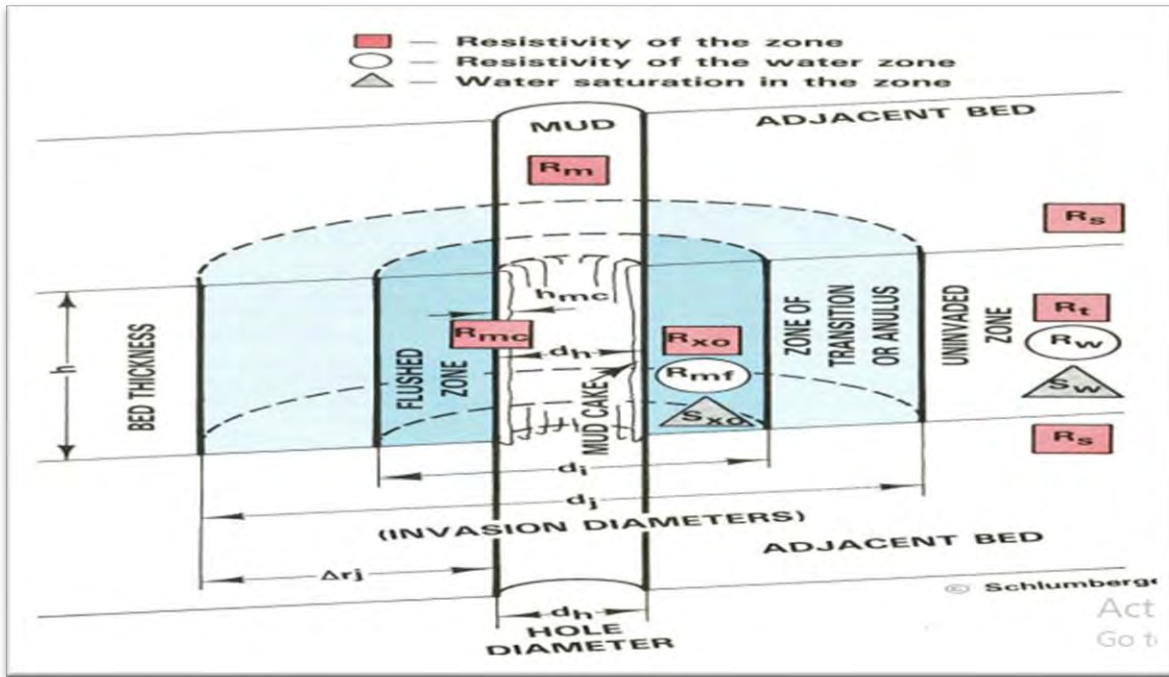 — Resistivity of the zone
— Resistivity of the water zone
— Water saturation in the zone
MUD
ADJACENT BED
Rm
Rs
hmc
Rmc
dh
Rxo
Rmf
Sxo
Rt
Rw
Sw
Rs
h
BED THICKNESS
FLUSHED
ZONE
MUD CAKE
ZONE OF
TRANSITION
OR ANULUS
UNINVADED
ZONE
di
dj
(INVASION DIAMETERS)
ADJACENT BED
Δrj
dh
HOLE
DIAMETER
© Schlumberge
Act
Go t